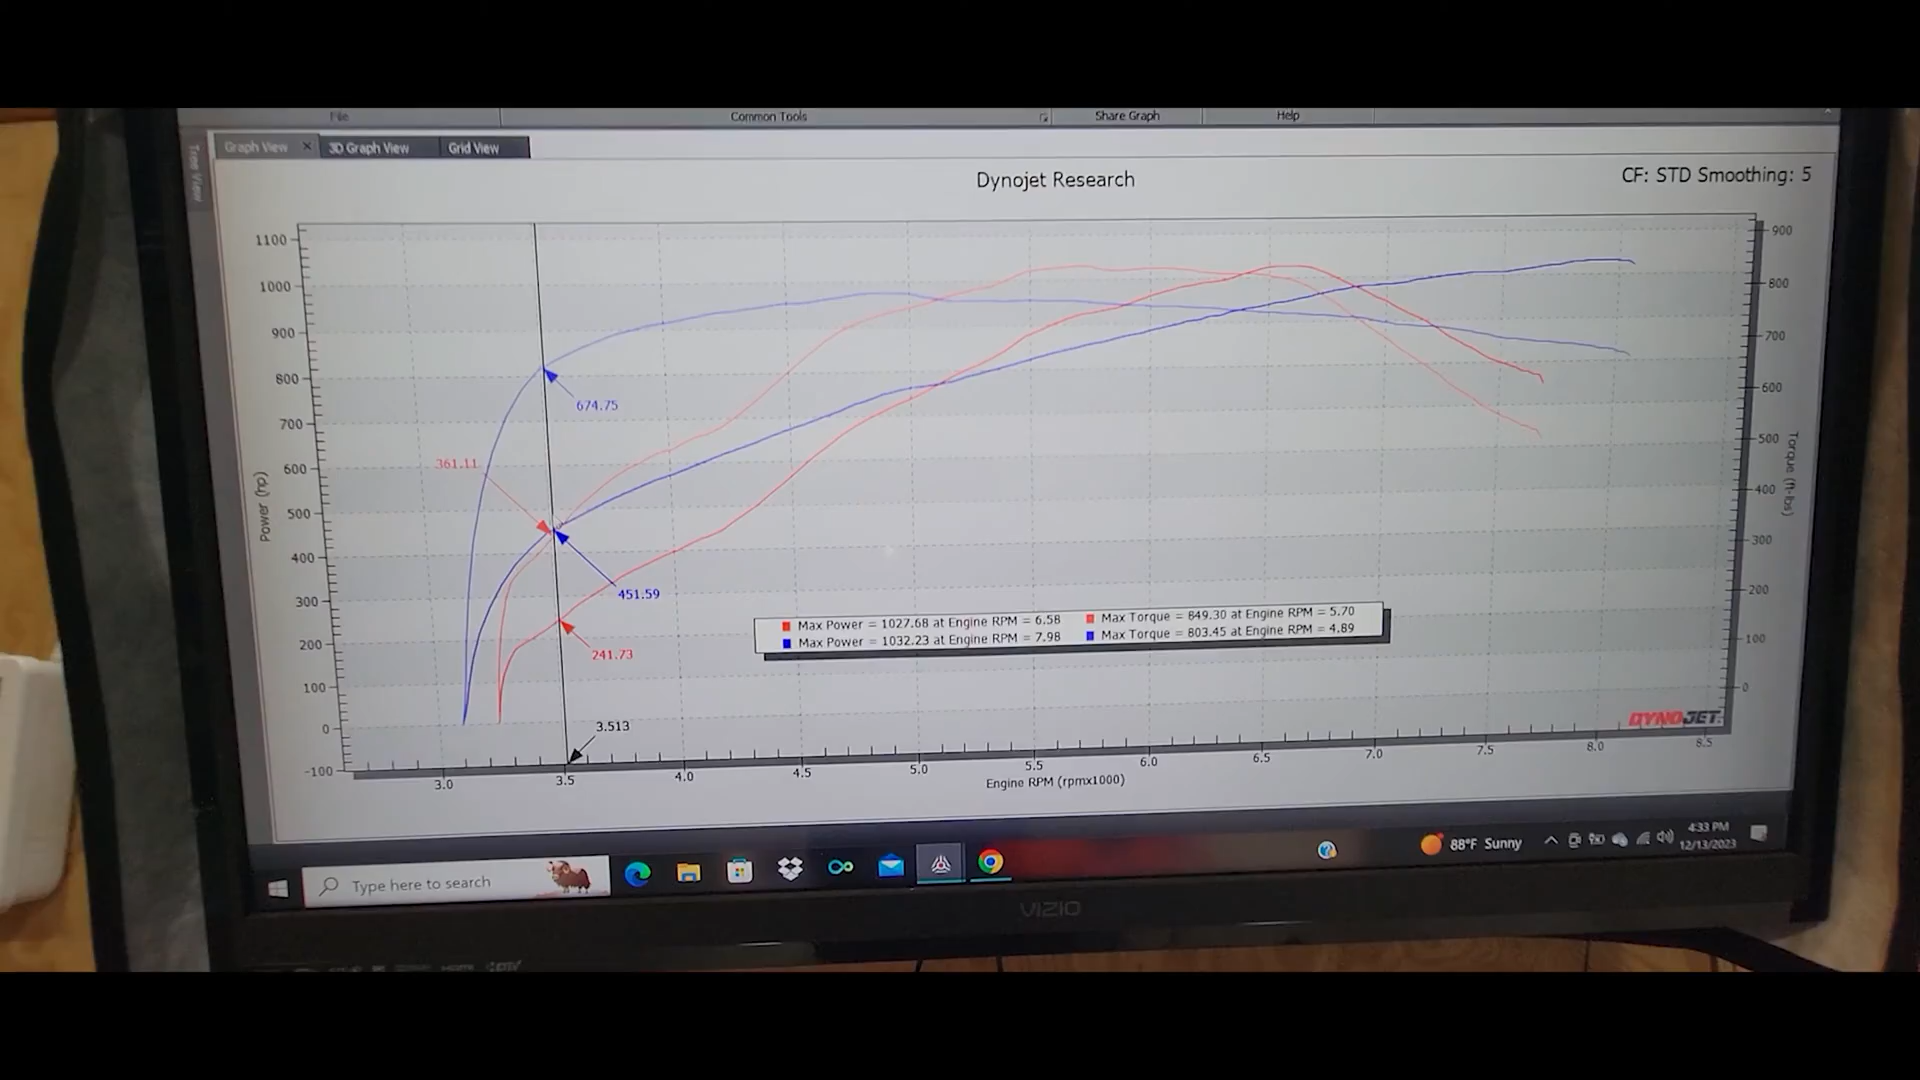 File Common Tools Share Graph Help
Graph View × 3D Graph View Grid View
Tree View
Dynojet Research
CF: STD Smoothing: 5
1100
1000
900
800
700
600
500
400
300
200
100
0
-100
Power (hp)
674.75
361.11
451.59
241.73
3.513
Max Power = 1027.68 at Engine RPM = 6.58 Max Torque = 849.30 at Engine RPM = 5.70
Max Power = 1032.23 at Engine RPM = 7.98 Max Torque = 803.45 at Engine RPM = 4.89
900
800
700
600
500
400
300
200
100
0
Torque (ft-lbs)
DYNOJET
3.0 3.5 4.0 4.5 5.0 5.5 6.0 6.5 7.0 7.5 8.0 8.5
Engine RPM (rpmx1000)
Type here to search
88°F Sunny
4:33 PM
12/13/2023
VIZIO